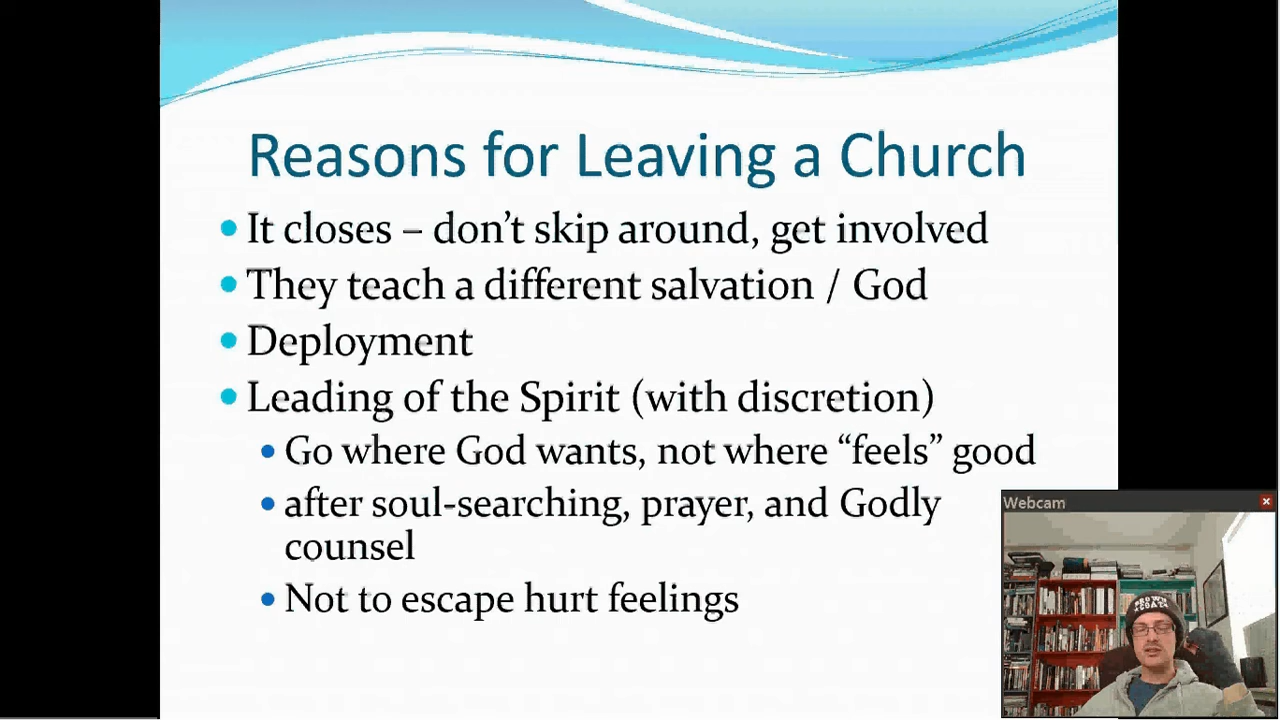 Reasons for Leaving a Church
It closes – don’t skip around, get involved
They teach a different salvation / God
Deployment
Leading of the Spirit (with discretion)
Go where God wants, not where “feels” good
after soul-searching, prayer, and Godly
counsel
Not to escape hurt feelings
Webcam